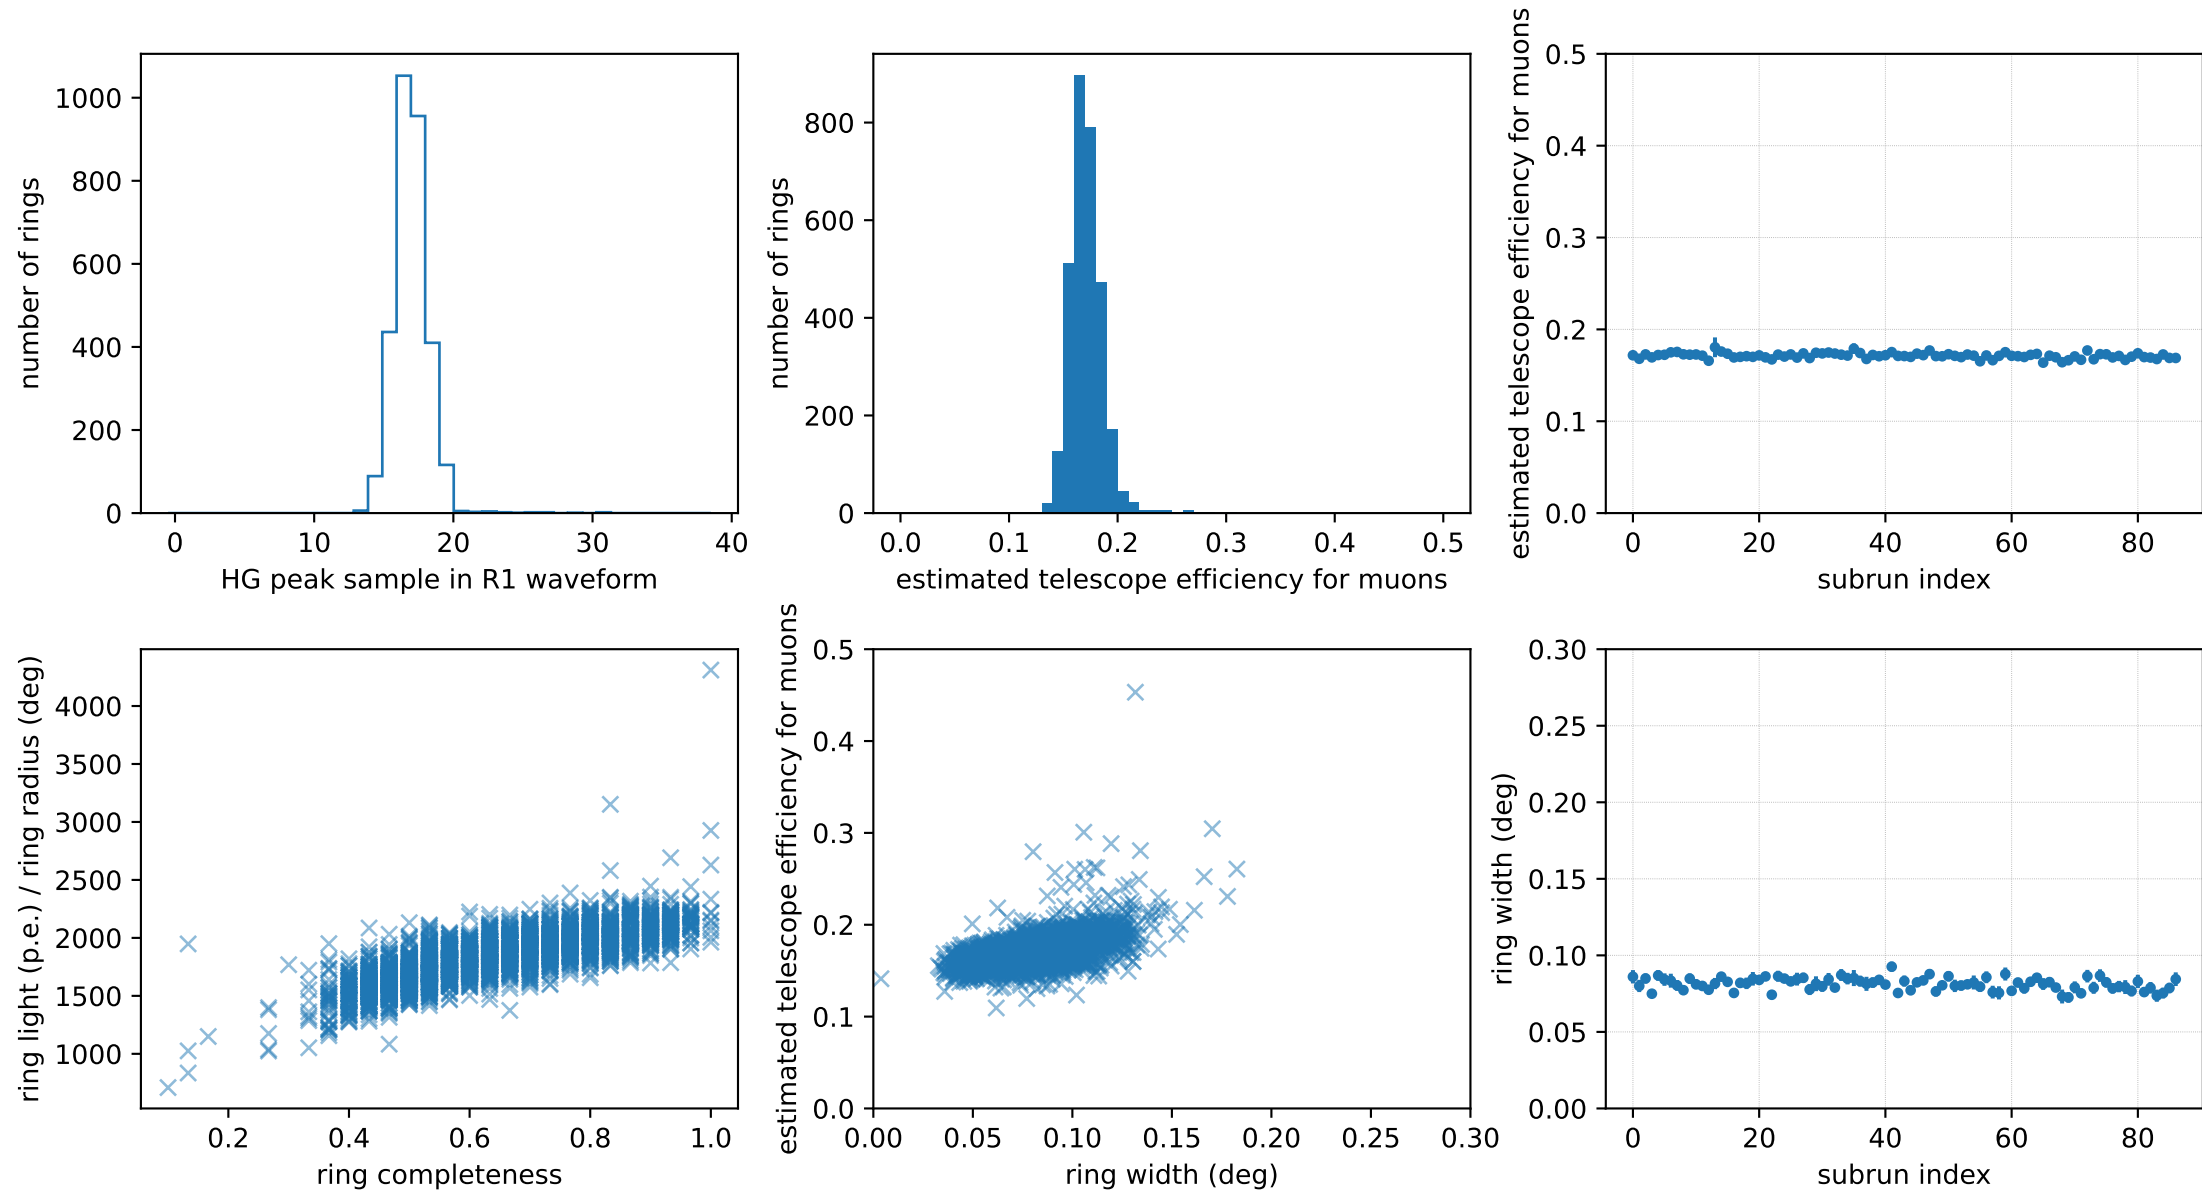 number of rings
1000
800
600
400
200
0
0 10 20 30 40
HG peak sample in R1 waveform
number of rings
800
600
400
200
0
0.0 0.1 0.2 0.3 0.4 0.5
estimated telescope efficiency for muons
estimated telescope efficiency for muons
0.5
0.4
0.3
0.2
0.1
0.0
0 20 40 60 80
subrun index
ring light (p.e.) / ring radius (deg)
4000
3500
3000
2500
2000
1500
1000
0.2 0.4 0.6 0.8 1.0
ring completeness
estimated telescope efficiency for muons
0.5
0.4
0.3
0.2
0.1
0.0
0.00 0.05 0.10 0.15 0.20 0.25 0.30
ring width (deg)
ring width (deg)
0.30
0.25
0.20
0.15
0.10
0.05
0.00
0 20 40 60 80
subrun index